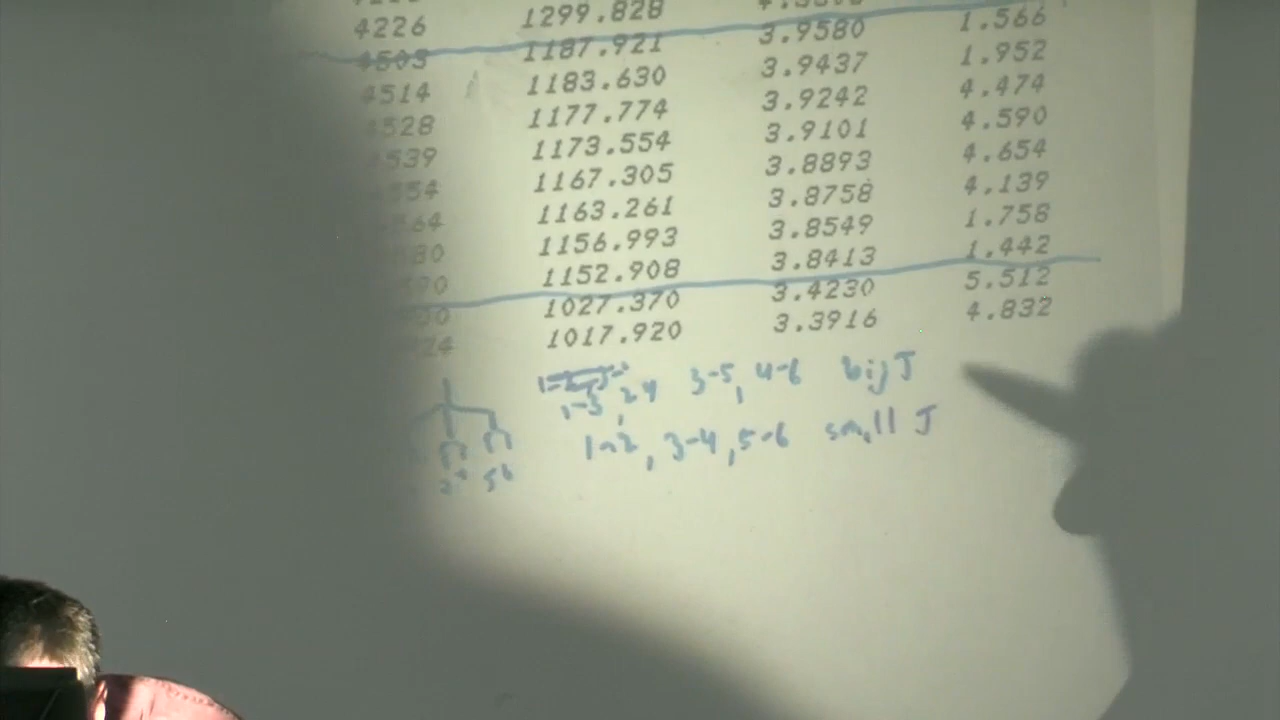 4226 1299.828
4503 1187.921 3.9580 1.566
4514 1183.630 3.9437 1.952
4528 1177.774 3.9242 4.474
4539 1173.554 3.9101 4.590
1167.305 3.8893 4.654
1163.261 3.8758 4.139
1156.993 3.8549 1.758
1152.908 3.8413 1.442
1027.370 3.4230 5.512
1017.920 3.3916 4.832
1-3, 24 3-5, 4-6 big J
1-2, 3-4, 5-6 small J
56